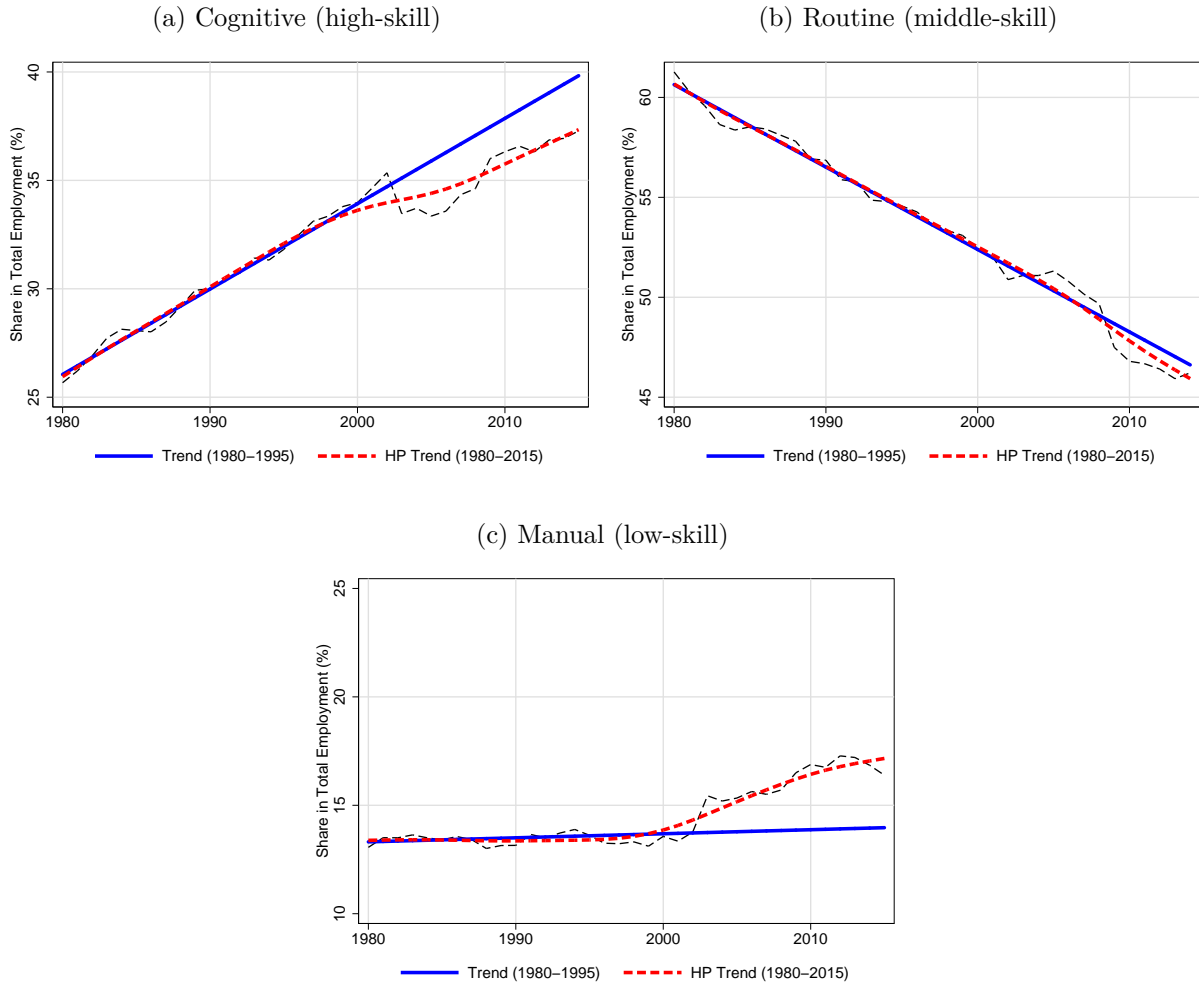 (a) Cognitive (high-skill)
Share in Total Employment (%)
40
35
30
25
1980 1990 2000 2010
Trend (1980−1995) HP Trend (1980−2015)
(b) Routine (middle-skill)
Share in Total Employment (%)
60
55
50
45
1980 1990 2000 2010
Trend (1980−1995) HP Trend (1980−2015)
(c) Manual (low-skill)
Share in Total Employment (%)
25
20
15
10
1980 1990 2000 2010
Trend (1980−1995) HP Trend (1980−2015)